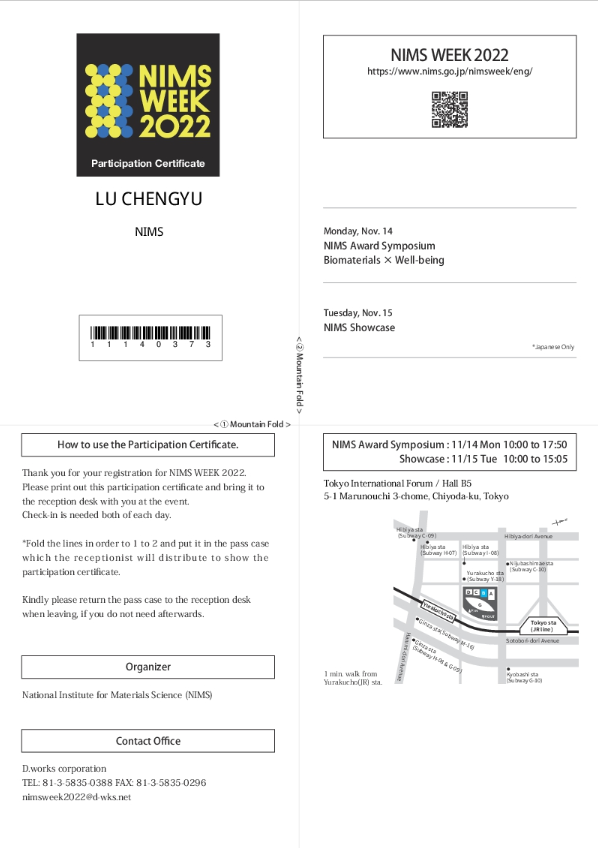 NIMS
WEEK
2022
Participation Certificate
LU CHENGYU
NIMS
1 1 1 4 0 3 7 3
NIMS WEEK 2022
https://www.nims.go.jp/nimsweek/eng/
Monday, Nov. 14
NIMS Award Symposium
Biomaterials × Well-being
Tuesday, Nov. 15
NIMS Showcase
*Japanese Only
< ② Mountain Fold >
< ① Mountain Fold >
How to use the Participation Certificate.
Thank you for your registration for NIMS WEEK 2022.
Please print out this participation certificate and bring it to
the reception desk with you at the event.
Check-in is needed both of each day.
*Fold the lines in order to 1 to 2 and put it in the pass case
which the receptionist will distribute to show the
participation certificate.
Kindly please return the pass case to the reception desk
when leaving, if you do not need afterwards.
Organizer
National Institute for Materials Science (NIMS)
Contact Office
D.works corporation
TEL: 81-3-5835-0388 FAX: 81-3-5835-0296
nimsweek2022@d-wks.net
NIMS Award Symposium : 11/14 Mon 10:00 to 17:50
Showcase : 11/15 Tue 10:00 to 15:05
Tokyo International Forum / Hall B5
5-1 Marunouchi 3-chome, Chiyoda-ku, Tokyo
Hibiya sta
(Subway C-09)
Hibiya sta
(Subway H-07)
Hibiya sta
(Subway I-08)
Hibiya-dori Avenue
Nijubashimae sta
(Subway C-10)
Yurakucho sta
(Subway Y-18)
D C B A
G
Yurakucho sta
Tokyo sta
(JR line)
Ginza sta(Subway M-16)
Sotobori-dori Avenue
Ginza sta
(Subway H-08 & G-09)
Kyobashi sta
(Subway G-10)
1 min. walk from
Yurakucho(JR) sta.